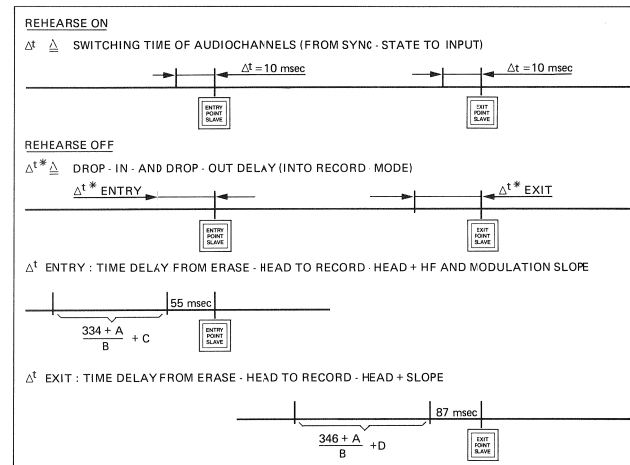 REHEARSE ON
Δt ≙ SWITCHING TIME OF AUDIOCHANNELS (FROM SYNC - STATE TO INPUT)
Δt = 10 msec Δt = 10 msec
ENTRY POINT SLAVE EXIT POINT SLAVE
REHEARSE OFF
Δt* ≙ DROP - IN - AND DROP - OUT DELAY (INTO RECORD MODE)
Δt* ENTRY Δt* EXIT
ENTRY POINT SLAVE EXIT POINT SLAVE
Δt ENTRY : TIME DELAY FROM ERASE - HEAD TO RECORD - HEAD + HF AND MODULATION SLOPE
55 msec
334 + A
B
+ C
ENTRY POINT SLAVE
Δt EXIT : TIME DELAY FROM ERASE - HEAD TO RECORD - HEAD + SLOPE
87 msec
346 + A
B
+D
EXIT POINT SLAVE